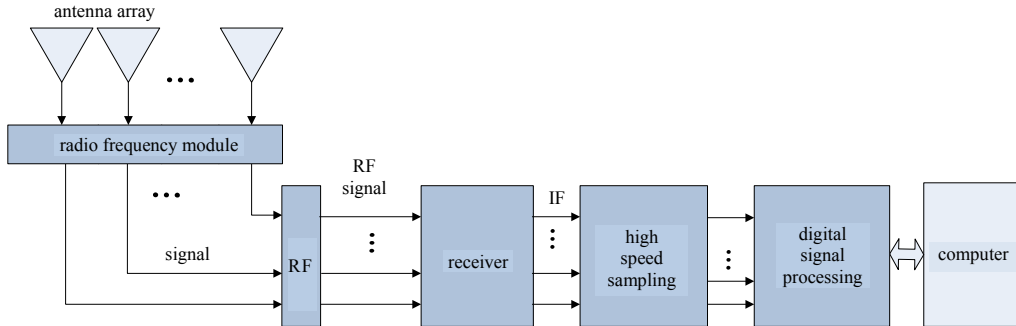 antenna array
radio frequency module
RF
signal
signal
RF
receiver
IF
high
speed
sampling
digital
signal
processing
computer